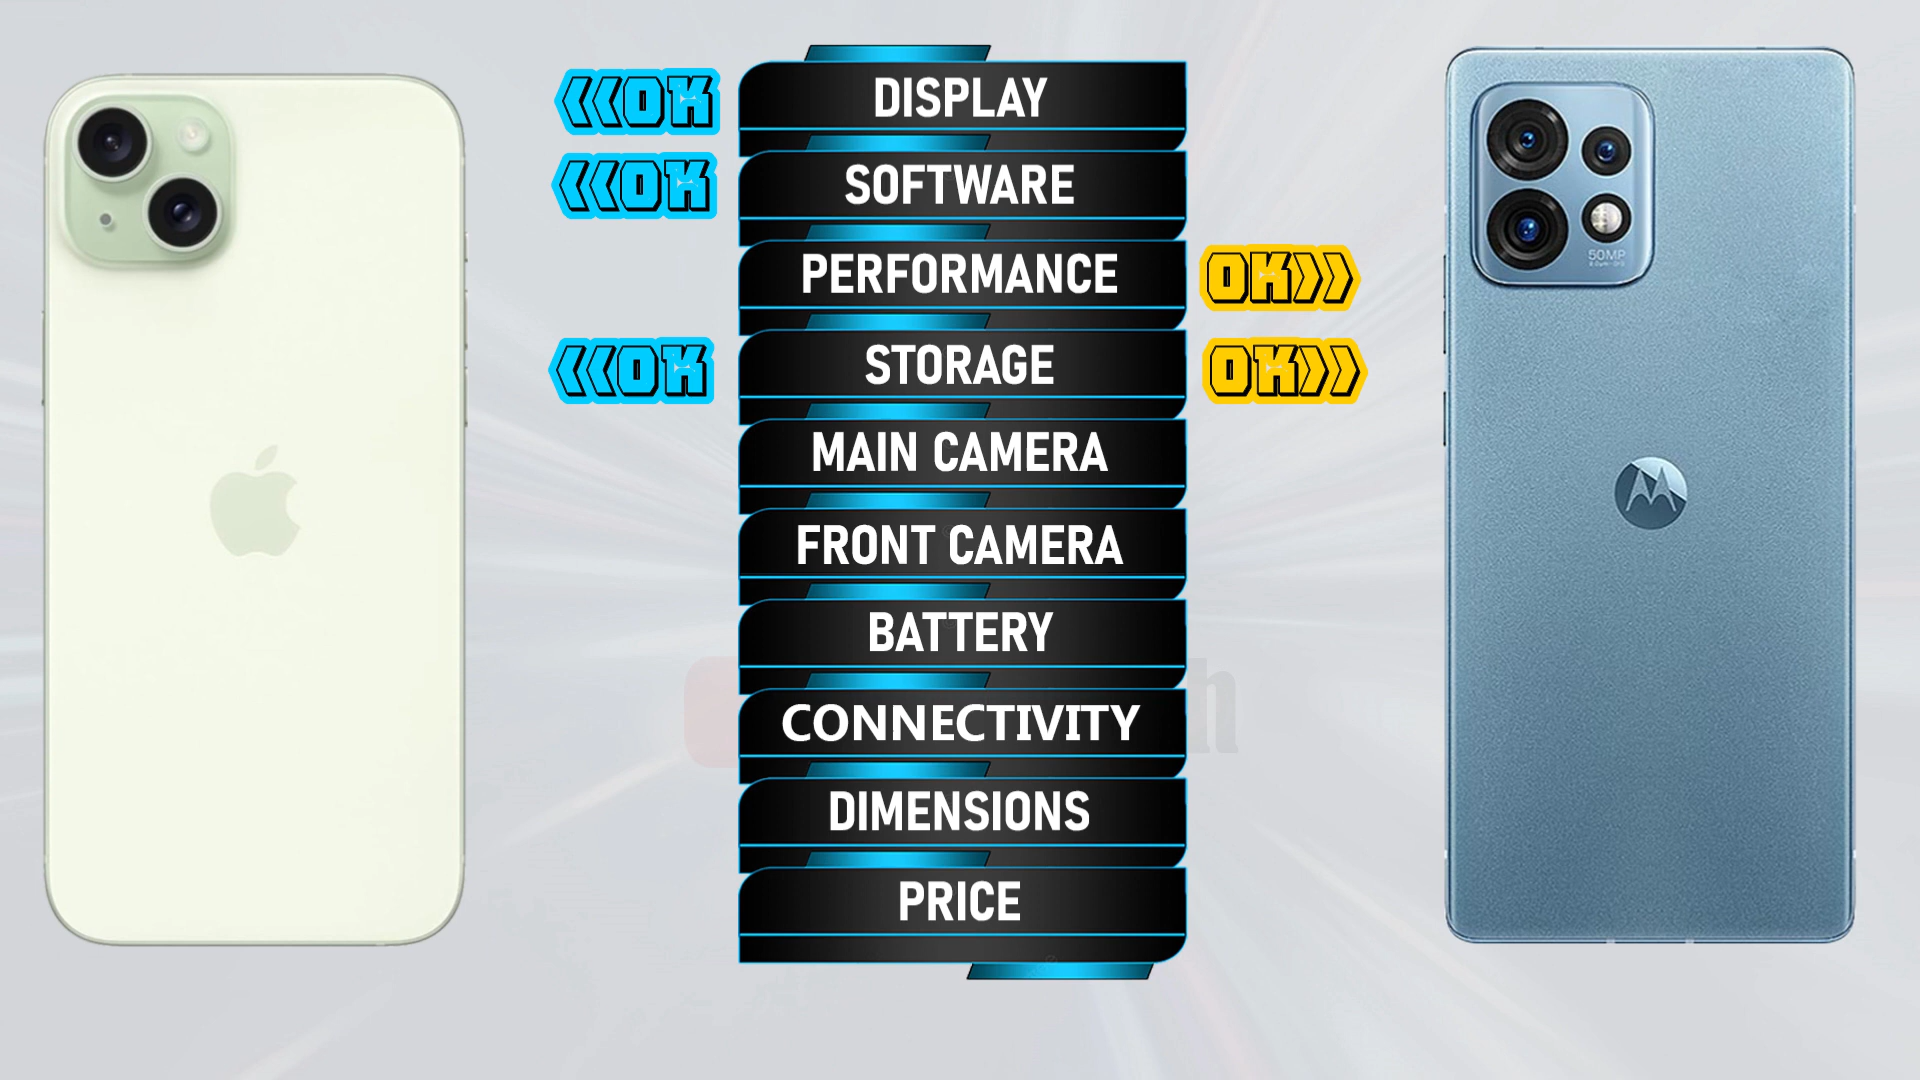 <<OK DISPLAY
<<OK SOFTWARE
PERFORMANCE OK>>
<<OK STORAGE OK>>
MAIN CAMERA
FRONT CAMERA
BATTERY
CONNECTIVITY
DIMENSIONS
PRICE
50MP